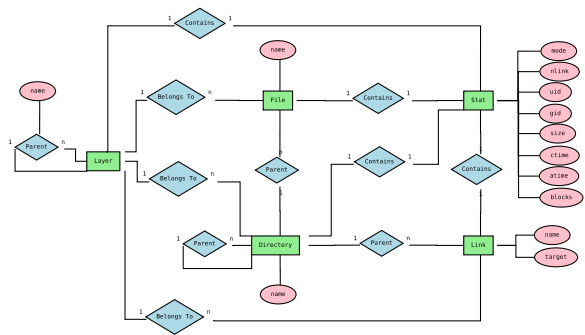 1 Contains 1
name
mode
nlink
name
uid
1 Belongs To n
File
1 Contains 1
Stat
gid
size
1 Parent n
Layer
n
1
ctime
1 Contains 1
Contains
Parent
1 Belongs To n
atime
1
1
blocks
name
1 Parent n
Directory
1 Parent n
Link
target
name
1 Belongs To n